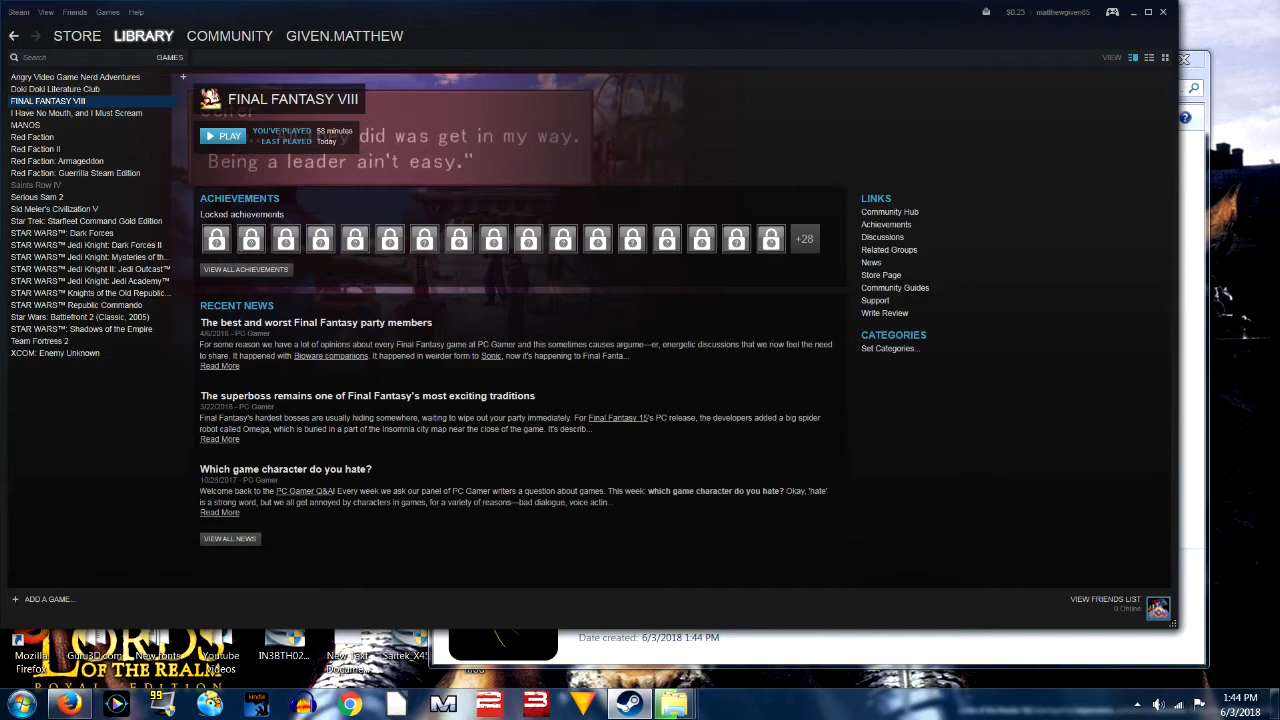 Steam View Friends Games Help
$0.23 matthewgiven85
STORE LIBRARY COMMUNITY GIVEN.MATTHEW
Search GAMES
VIEW
Angry Video Game Nerd Adventures
Doki Doki Literature Club
FINAL FANTASY VIII
I Have No Mouth, and I Must Scream
MANOS
Red Faction
Red Faction II
Red Faction: Armageddon
Red Faction: Guerrilla Steam Edition
Saints Row IV
Serious Sam 2
Sid Meier's Civilization V
Star Trek: Starfleet Command Gold Edition
STAR WARS™: Dark Forces
STAR WARS™ Jedi Knight: Dark Forces II
STAR WARS™ Jedi Knight: Mysteries of th...
STAR WARS™ Jedi Knight II: Jedi Outcast™
STAR WARS™ Jedi Knight: Jedi Academy™
STAR WARS™ Knights of the Old Republic...
STAR WARS™ Republic Commando
Star Wars: Battlefront 2 (Classic, 2005)
STAR WARS™: Shadows of the Empire
Team Fortress 2
XCOM: Enemy Unknown
+ ADD A GAME...
FINAL FANTASY VIII
PLAY
YOU'VE PLAYED 58 minutes
LAST PLAYED Today
did was get in my way.
Being a leader ain't easy."
ACHIEVEMENTS
Locked achievements
+28
VIEW ALL ACHIEVEMENTS
RECENT NEWS
The best and worst Final Fantasy party members
4/6/2018 - PC Gamer
For some reason we have a lot of opinions about every Final Fantasy game at PC Gamer and this sometimes causes argume—er, energetic discussions that we now feel the need
to share. It happened with Bioware companions. It happened in weirder form to Sonic, now it's happening to Final Fanta...
Read More
The superboss remains one of Final Fantasy's most exciting traditions
3/22/2018 - PC Gamer
Final Fantasy's hardest bosses are usually hiding somewhere, waiting to wipe out your party immediately. For Final Fantasy 15's PC release, the developers added a big spider
robot called Omega, which is buried in a part of the Insomnia city map near the close of the game. It's describ...
Read More
Which game character do you hate?
10/28/2017 - PC Gamer
Welcome back to the PC Gamer Q&A! Every week we ask our panel of PC Gamer writers a question about games. This week: which game character do you hate? Okay, 'hate'
is a strong word, but we all get annoyed by characters in games, for a variety of reasons—bad dialogue, voice actin...
Read More
VIEW ALL NEWS
LINKS
Community Hub
Achievements
Discussions
Related Groups
News
Store Page
Community Guides
Support
Write Review
CATEGORIES
Set Categories...
VIEW FRIENDS LIST
0 Online
Date created: 6/3/2018 1:44 PM
Mozilla Firefox
Guru3D.com
New fonts
Youtube Videos
IN3BTH02...
New Text Docume...
Saitek_X45
OF THE REALM
ROYAL EDITION
99
kindle
1:44 PM
6/3/2018